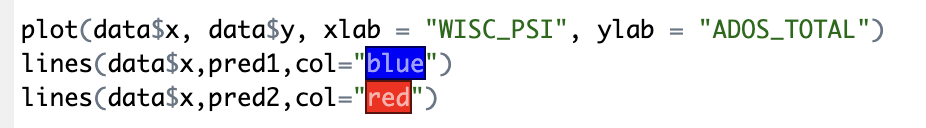 plot(data$x, data$y, xlab = "WISC_PSI", ylab = "ADOS_TOTAL")
lines(data$x,pred1,col="blue")
lines(data$x,pred2,col="red")